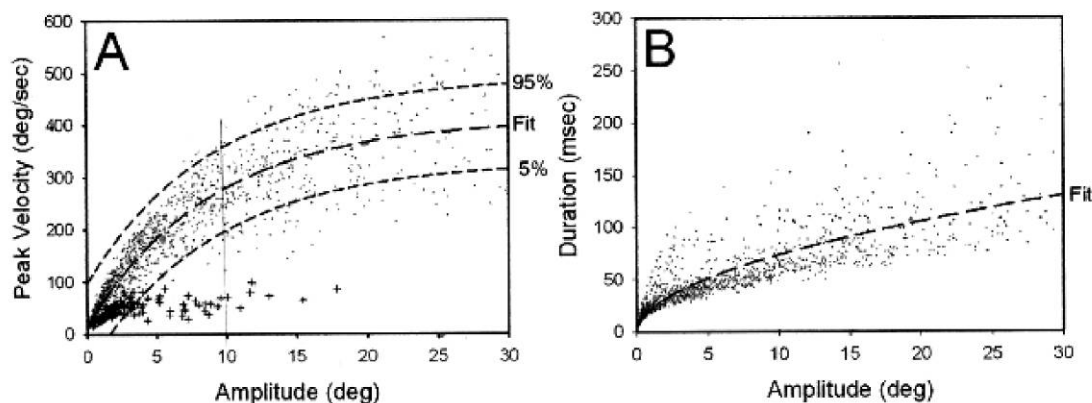 A
600
500
400
300
200
100
0
Peak Velocity (deg/sec)
95%
Fit
5%
0 5 10 15 20 25 30
Amplitude (deg)
B
300
250
200
150
100
50
0
Duration (msec)
Fit
0 5 10 15 20 25 30
Amplitude (deg)